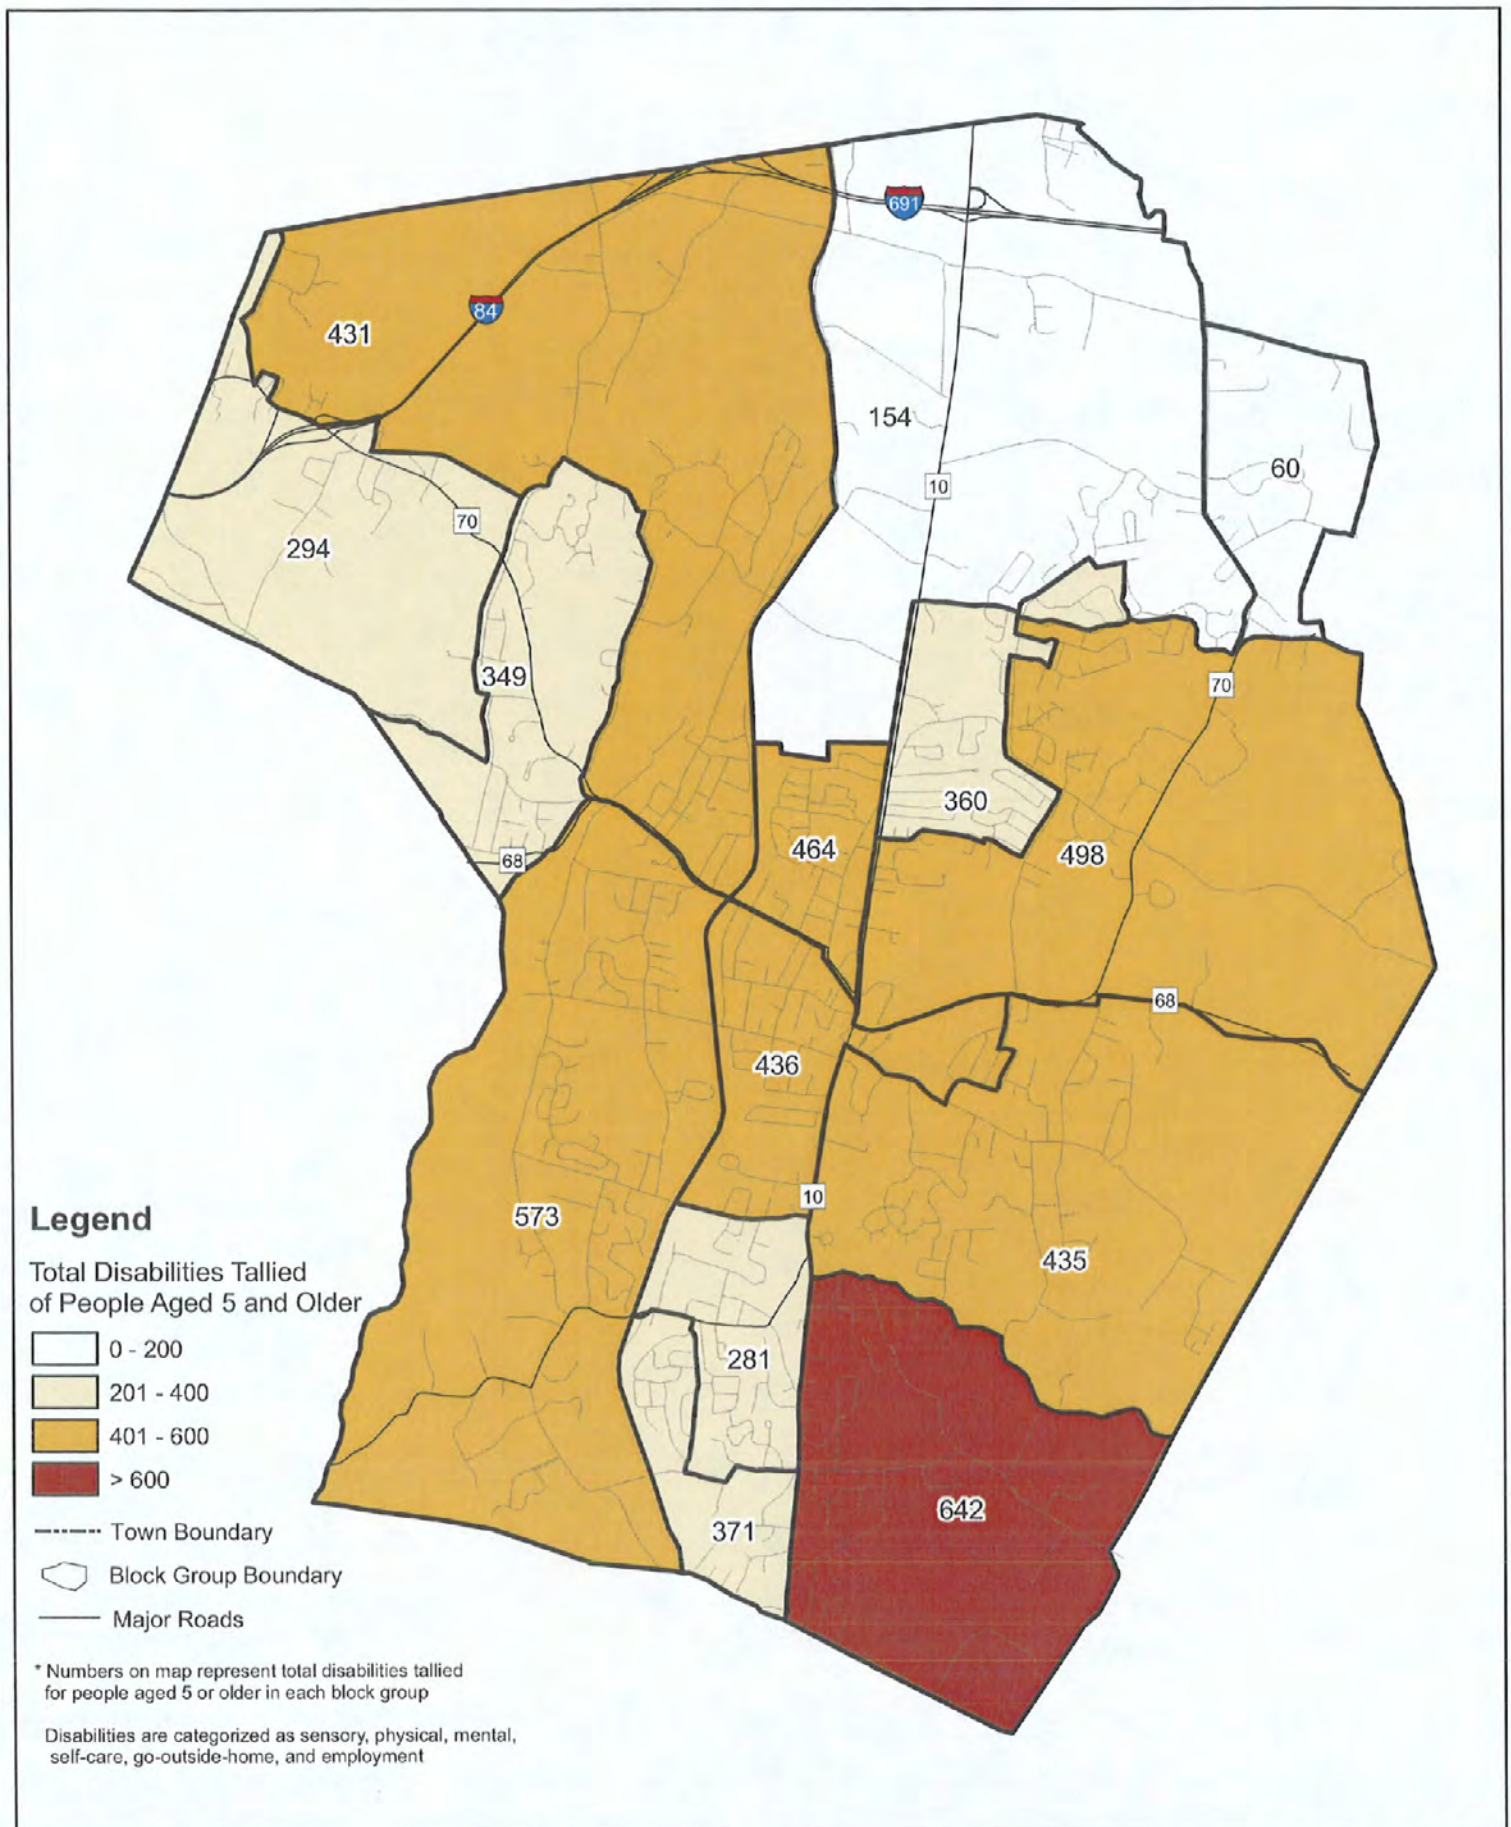 691
84
431
154
10
60
70
294
349
70
360
464
498
68
68
436
10
573
435
281
642
371
Legend
Total Disabilities Tallied
of People Aged 5 and Older
0 - 200
201 - 400
401 - 600
> 600
Town Boundary
Block Group Boundary
Major Roads
* Numbers on map represent total disabilities tallied
for people aged 5 or older in each block group
Disabilities are categorized as sensory, physical, mental,
self-care, go-outside-home, and employment